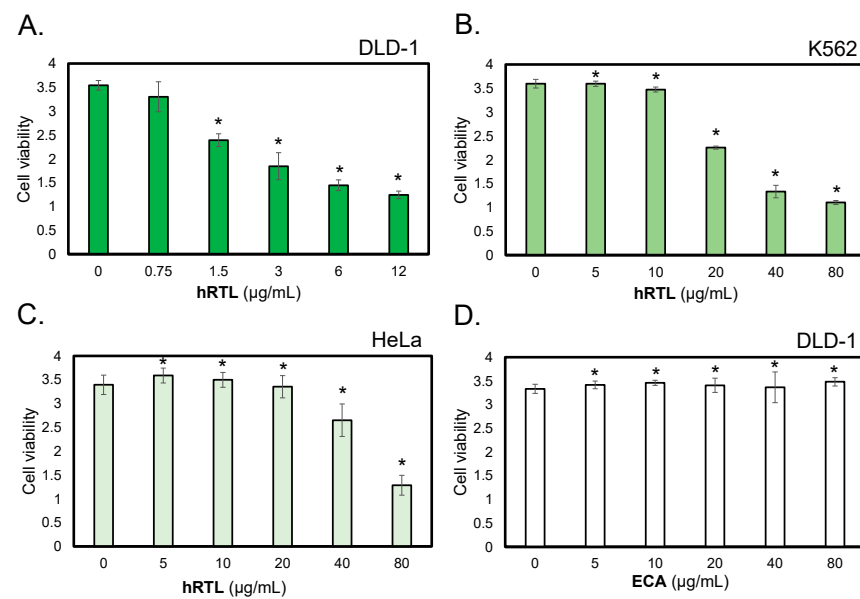 A.
DLD-1
Cell viability
4
3.5
3
2.5
2
1.5
1
0.5
0
* * * *
0 0.75 1.5 3 6 12
hRTL (µg/mL)
B.
K562
Cell viability
4
3.5
3
2.5
2
1.5
1
0.5
0
* * * * *
0 5 10 20 40 80
hRTL (µg/mL)
C.
HeLa
Cell viability
4
3.5
3
2.5
2
1.5
1
0.5
0
* * * * *
0 5 10 20 40 80
hRTL (µg/mL)
D.
DLD-1
Cell viability
4
3.5
3
2.5
2
1.5
1
0.5
0
* * * * *
0 5 10 20 40 80
ECA (µg/mL)